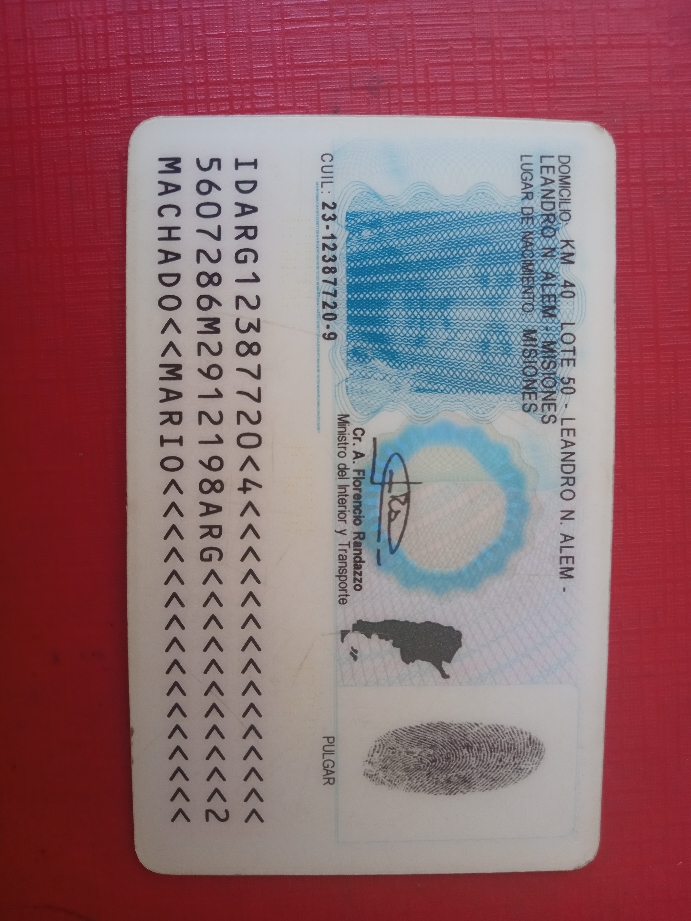 DOMICILIO: KM 40 - LOTE 50 - LEANDRO N. ALEM -
LEANDRO N. ALEM - MISIONES
LUGAR DE NACIMIENTO: MISIONES
Cr. A. Florencio Randazzo
Ministro del Interior y Transporte
CUIL: 23-12387720-9
PULGAR
IDARG12387720<4<<<<<<<<<<<<<<<
5607286M2912198ARG<<<<<<<<<<<2
MACHADO<<MARIO<<<<<<<<<<<<<<<<